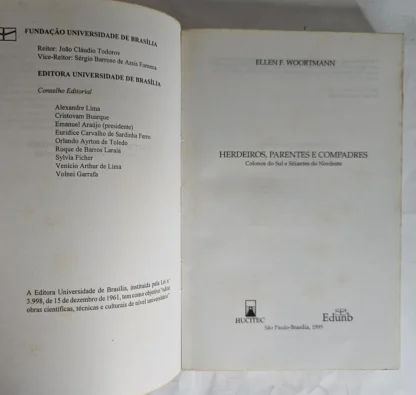 FUNDAÇÃO UNIVERSIDADE DE BRASÍLIA
Reitor: João Cláudio Todorov
Vice-Reitor: Sérgio Barroso de Assis Fonseca
EDITORA UNIVERSIDADE DE BRASÍLIA
Conselho Editorial
Alexandre Lima
Cristovam Buarque
Emanuel Araújo (presidente)
Eurídice Carvalho de Sardinha Ferro
Orlando Ayrton de Toledo
Roque de Barros Laraia
Sylvia Ficher
Venício Arthur de Lima
Volnei Garrafa
A Editora Universidade de Brasília, instituída pela Lei n°
3.998, de 15 de dezembro de 1961, tem como objetivo "editar
obras científicas, técnicas e culturais de nível universitário"
ELLEN F. WOORTMANN
HERDEIROS, PARENTES E COMPADRES
Colonos do Sul e Sitiantes do Nordeste
HUCITEC
Edunb
São Paulo-Brasília, 1995